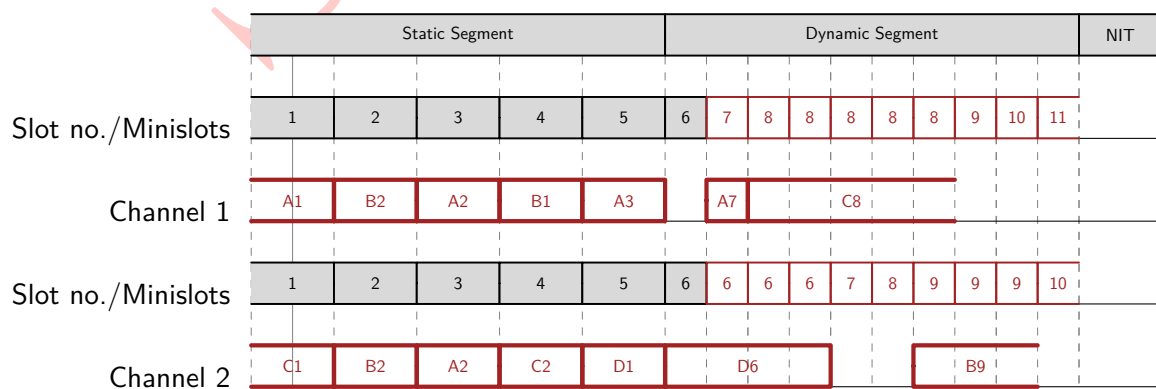 Static Segment Dynamic Segment NIT
Slot no./Minislots 1 2 3 4 5 6 7 8 8 8 8 8 9 10 11
Channel 1 A1 B2 A2 B1 A3 A7 C8
Slot no./Minislots 1 2 3 4 5 6 6 6 6 7 8 9 9 9 10
Channel 2 C1 B2 A2 C2 D1 D6 B9